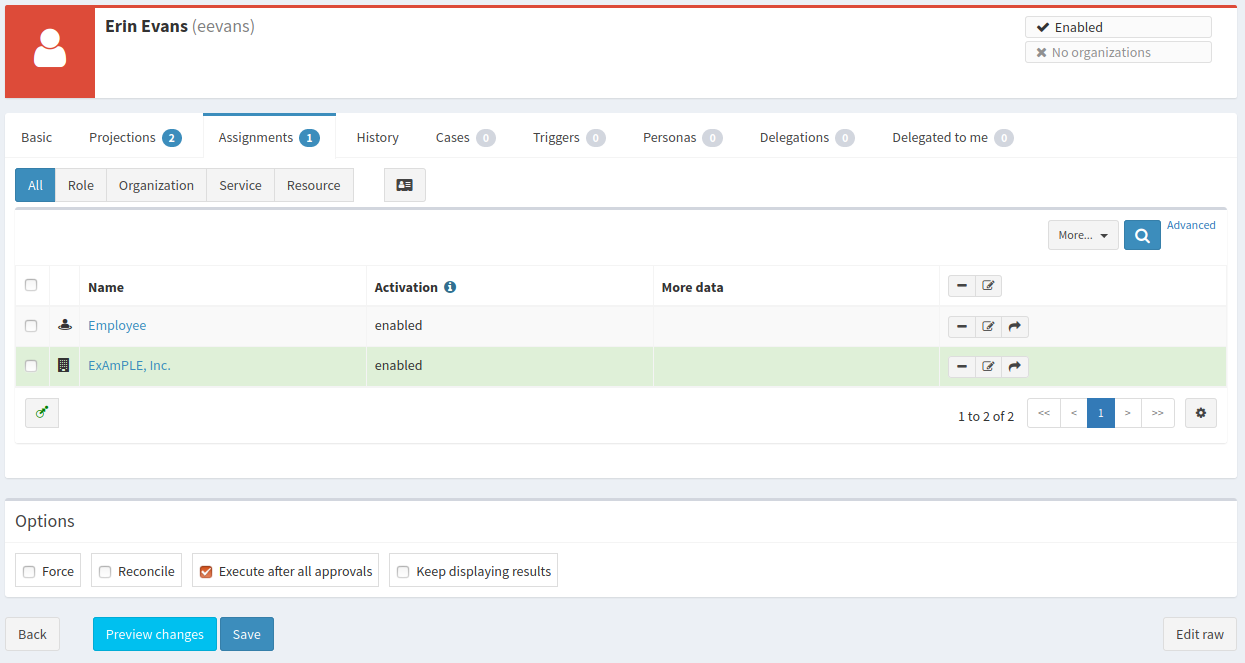 Erin Evans (eevans)
Enabled
No organizations
Basic Projections 2 Assignments 1 History Cases 0 Triggers 0 Personas 0 Delegations 0 Delegated to me 0
All Role Organization Service Resource
More... Advanced
Name Activation More data
Employee enabled
ExAmPLE, Inc. enabled
1 to 2 of 2 << < 1 > >>
Options
Force Reconcile Execute after all approvals Keep displaying results
Back Preview changes Save Edit raw